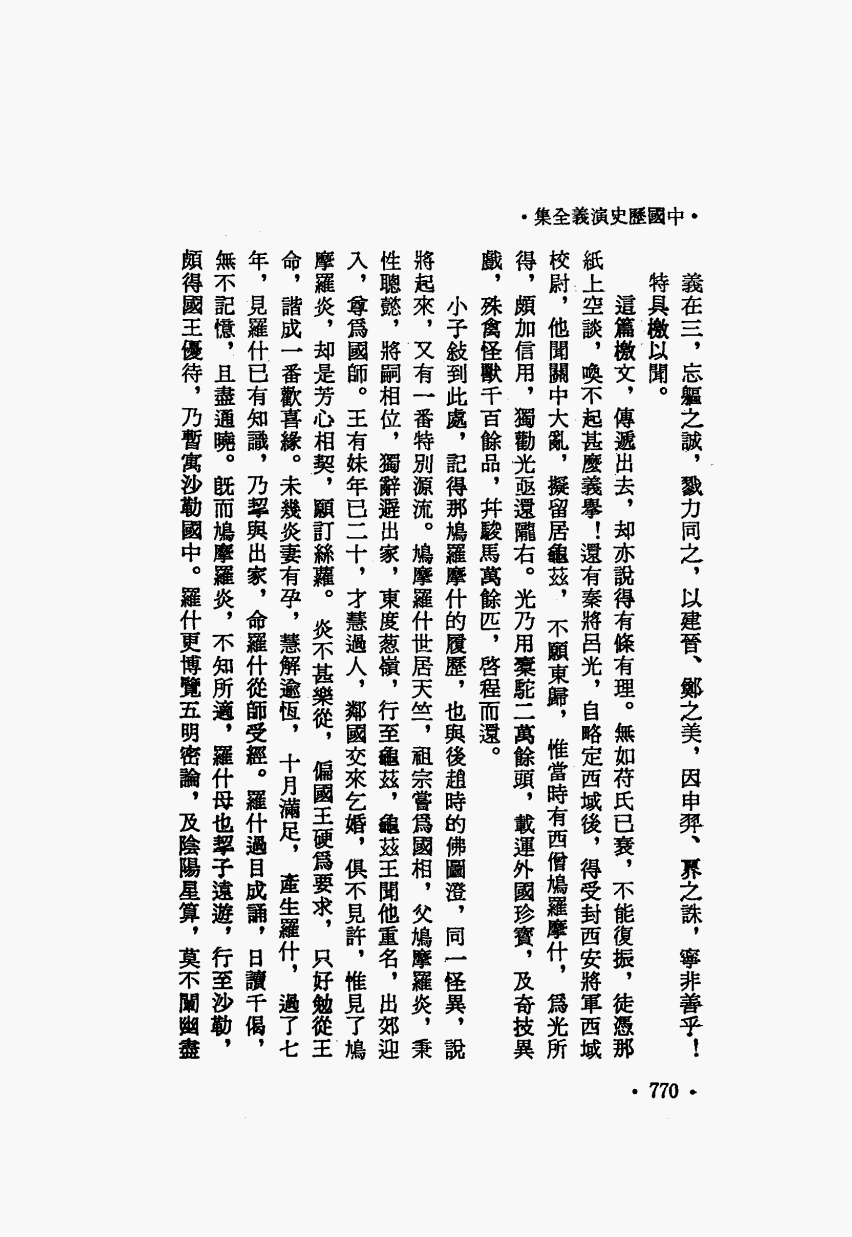 ・中國歷史演義全集・
義在三，忘軀之誠，戮力同之，以建晉、鄭之美，因申羿、奡之誅，寧非善乎！
特具檄以聞。
這篇檄文，傳遞出去，却亦說得有條有理。無如苻氏已衰，不能復振，徒憑那
紙上空談，喚不起甚麼義舉！還有秦將呂光，自略定西域後，得受封西安將軍西域
校尉，他聞關中大亂，擬留居龜茲，不願東歸，惟當時有西僧鳩羅摩什，爲光所
得，頗加信用，獨勸光亟還隴右。光乃用橐駝二萬餘頭，載運外國珍寶，及奇技異
戲，殊禽怪獸千百餘品，幷駿馬萬餘匹，啓程而還。
小子敍到此處，記得那鳩羅摩什的履歷，也與後趙時的佛圖澄，同一怪異，說
將起來，又有一番特別源流。鳩摩羅什世居天竺，祖宗嘗爲國相，父鳩摩羅炎，秉
性聰懿，將嗣相位，獨辭避出家，東度葱嶺，行至龜茲，龜茲王聞他重名，出郊迎
入，尊爲國師。王有妹年已二十，才慧過人，鄰國交來乞婚，俱不見許，惟見了鳩
摩羅炎，却是芳心相契，願訂絲蘿。炎不甚樂從，偏國王硬爲要求，只好勉從王
命，諧成一番歡喜緣。未幾炎妻有孕，慧解逾恆，十月滿足，產生羅什，過了七
年，見羅什已有知識，乃挈與出家，命羅什從師受經。羅什過目成誦，日讀千偈，
無不記憶，且盡通曉。旣而鳩摩羅炎，不知所適，羅什母也挈子遠遊，行至沙勒，
頗得國王優待，乃暫寓沙勒國中。羅什更博覽五明密論，及陰陽星算，莫不闡幽盡
・770・